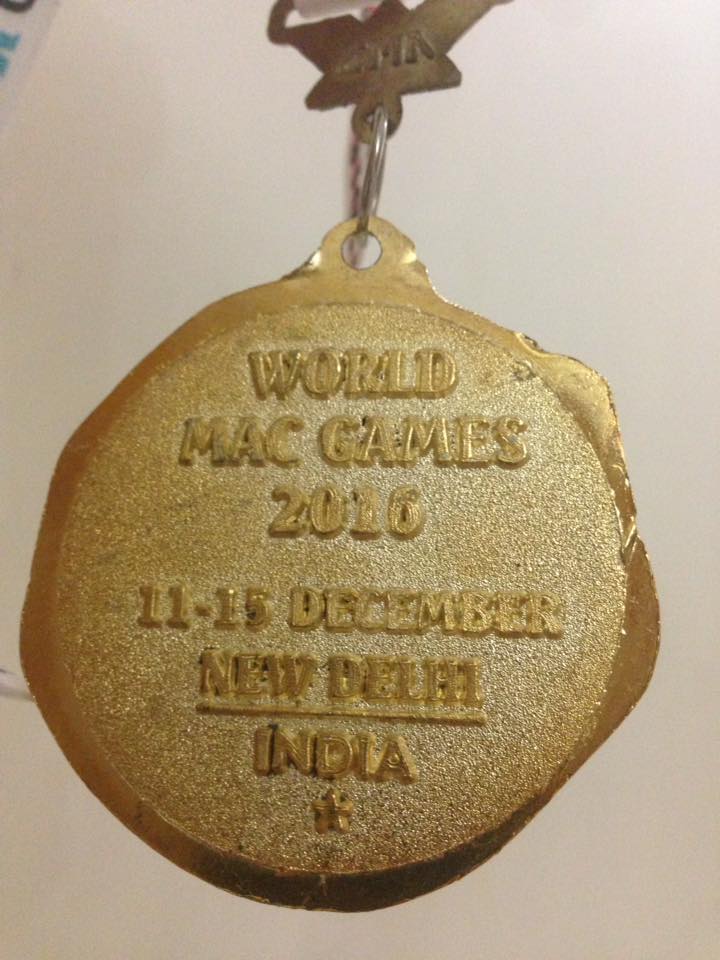 WORLD
MAC GAMES
2016
11-15 DECEMBER
NEW DELHI
INDIA